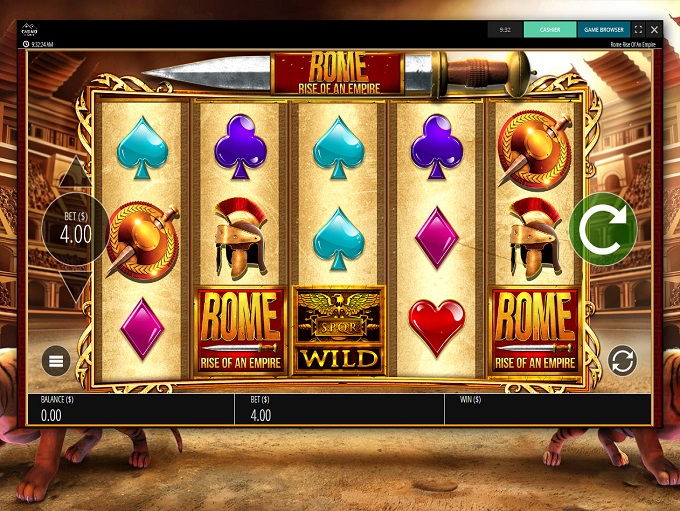 CASINO
9:32
CASHIER
GAME BROWSER
9:32:24 AM
Rome Rise Of An Empire
ROME
RISE OF AN EMPIRE
BET ($)
4.00
ROME
RISE OF AN EMPIRE
SPQR
WILD
ROME
RISE OF AN EMPIRE
BALANCE ($)
0.00
BET ($)
4.00
WIN ($)